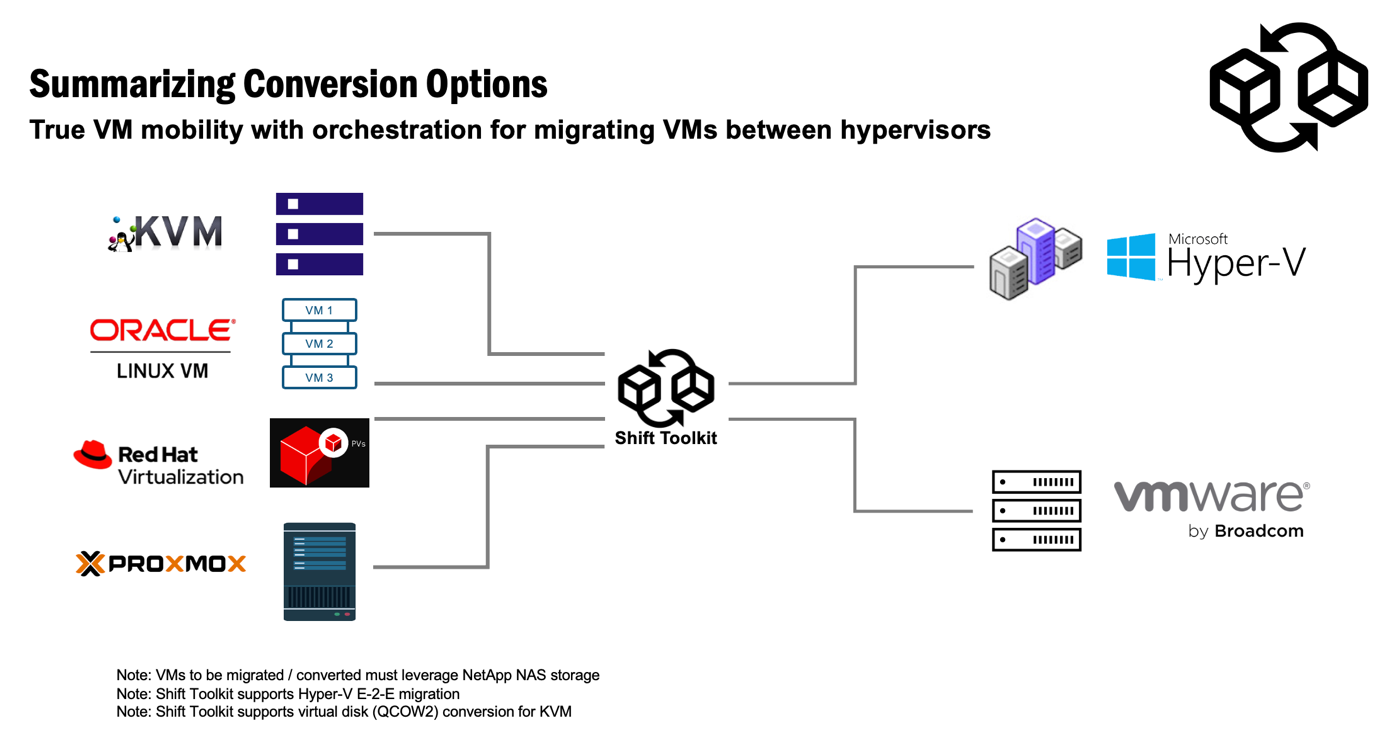 Summarizing Conversion Options
True VM mobility with orchestration for migrating VMs between hypervisors
KVM
ORACLE®
LINUX VM
VM 1
VM 2
VM 3
Red Hat
Virtualization
PVs
PROXMOX
Shift Toolkit
Microsoft
Hyper-V
vmware®
by Broadcom
Note: VMs to be migrated / converted must leverage NetApp NAS storage
Note: Shift Toolkit supports Hyper-V E-2-E migration
Note: Shift Toolkit supports virtual disk (QCOW2) conversion for KVM